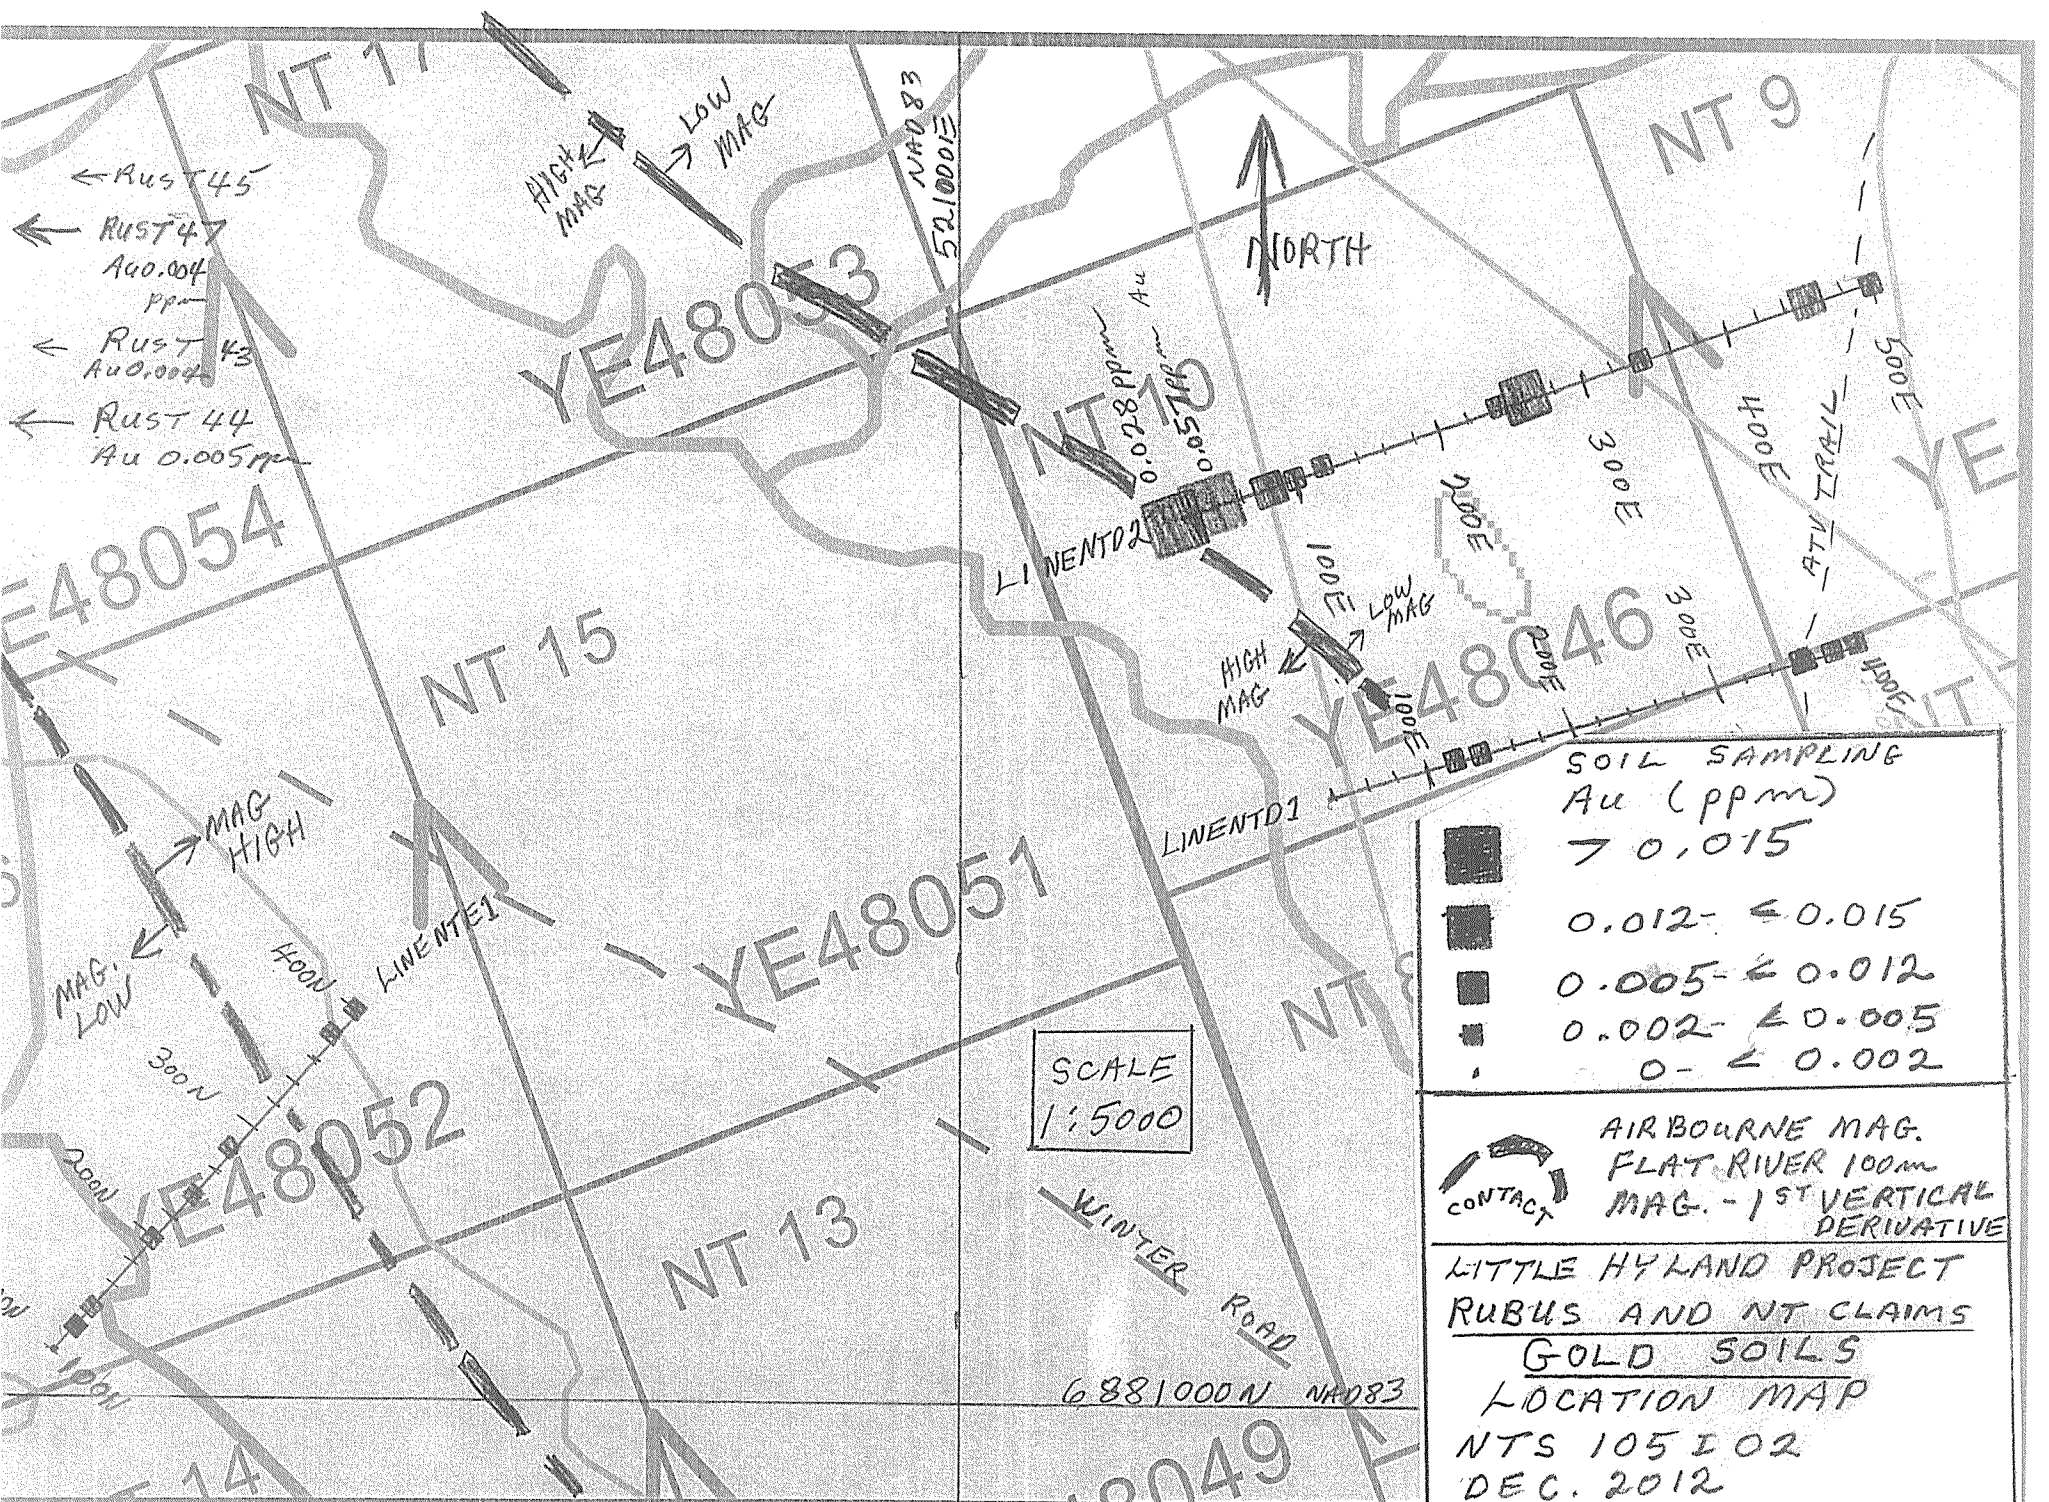 NT 17
HIGH
MAG
LOW
MAG
NAD 83
521000E
NT 9
←RUST 45
← RUST 47
Au 0.004
ppm
← RUST 43
Au 0.004
← RUST 44
Au 0.005 ppm
NORTH
YE48053
0.028 ppm
0.057 ppm Au
500E
400E
300E
200E
100E
ATV TRAIL
YE
LINENTD2
YE48054
NT 15
HIGH
MAG
LOW
MAG
YE48046
100E
200E
300E
400E
LINENTD1
MAG
HIGH
MAG.
LOW
YE48051
LINENTE1
400N
300N
200N
100N
YE48052
NT 13
SCALE
1:5000
WINTER
ROAD
6881000N NAD83
SOIL SAMPLING
Au (ppm)
> 0.015
0.012- < 0.015
0.005- < 0.012
0.002- < 0.005
0- < 0.002
CONTACT
AIRBOURNE MAG.
FLAT RIVER 100m
MAG. - 1ST VERTICAL
DERIVATIVE
LITTLE HYLAND PROJECT
RUBUS AND NT CLAIMS
GOLD SOILS
LOCATION MAP
NTS 105 I 02
DEC. 2012